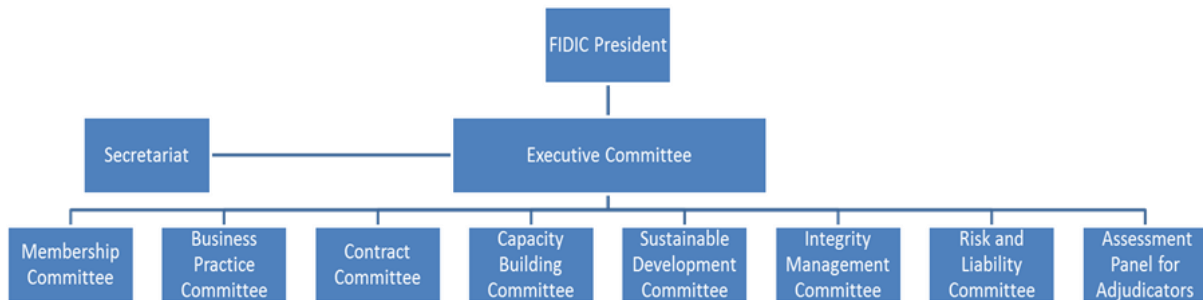 FIDIC President
Secretariat
Executive Committee
Membership
Committee
Business
Practice
Committee
Contract
Committee
Capacity
Building
Committee
Sustainable
Development
Committee
Integrity
Management
Committee
Risk and
Liability
Committee
Assessment
Panel for
Adjudicators